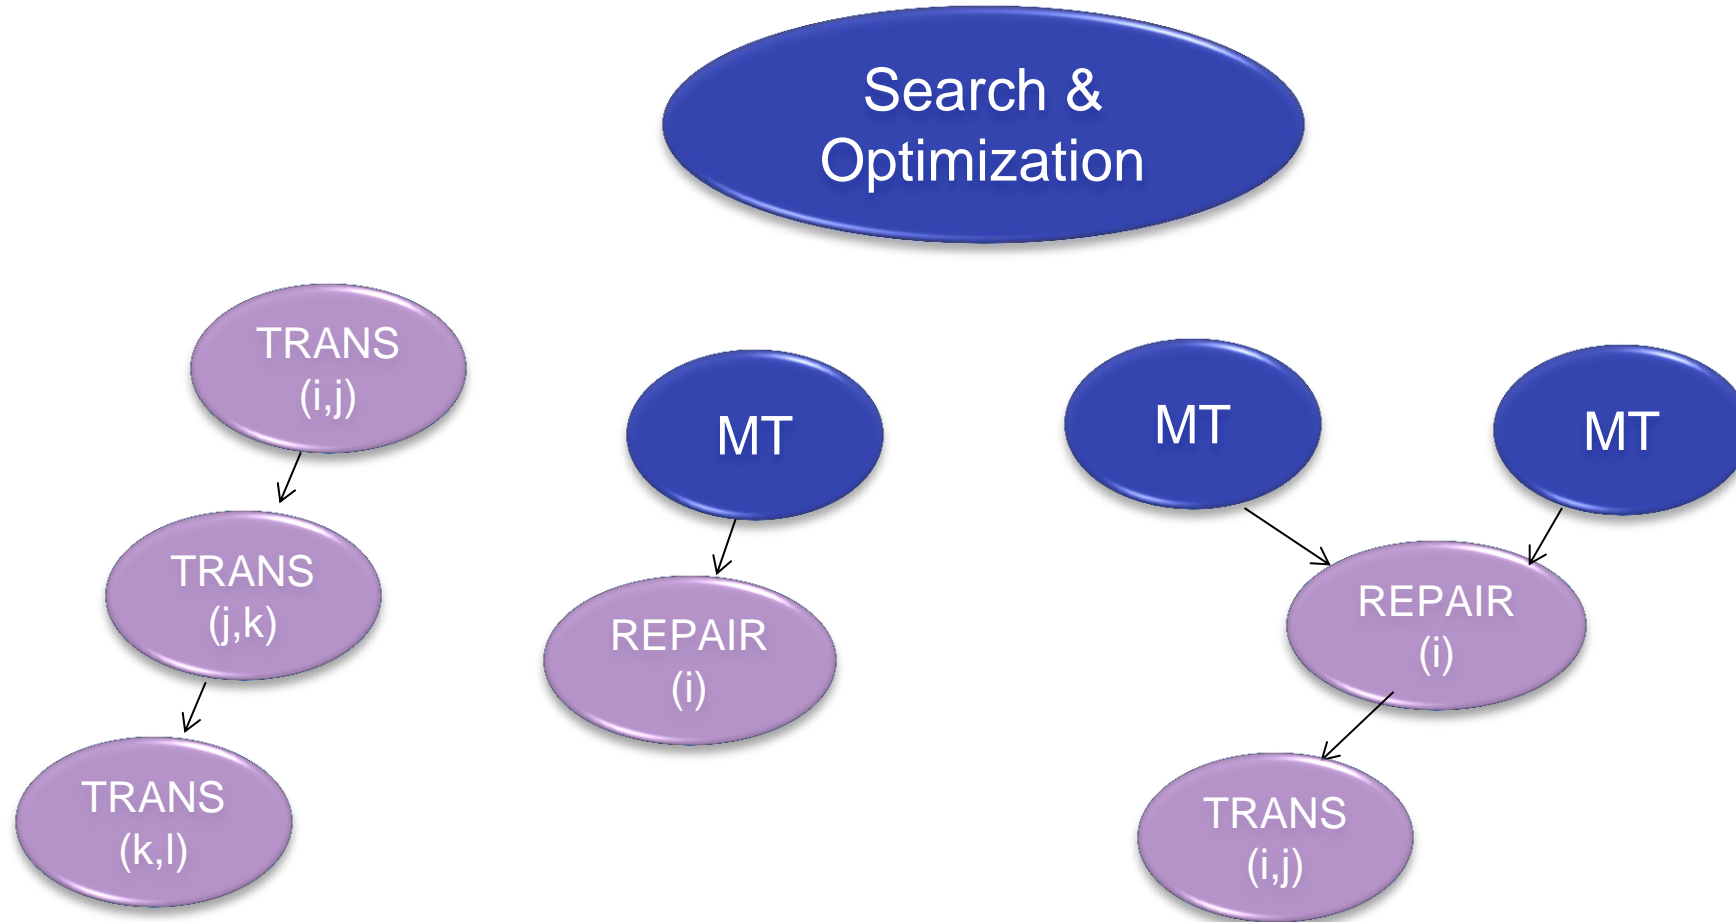 Search &
Optimization
TRANS
(i,j)
TRANS
(j,k)
TRANS
(k,l)
MT
REPAIR
(i)
MT
MT
REPAIR
(i)
TRANS
(i,j)